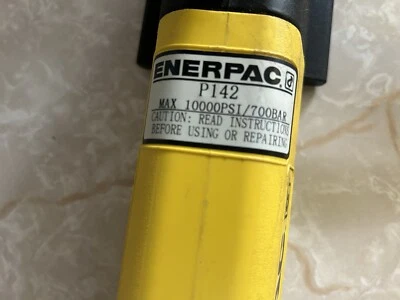 ENERPAC.
P142
MAX 10000PSI/700BAR
CAUTION: READ INSTRUCTIONS
BEFORE USING OR REPAIRING